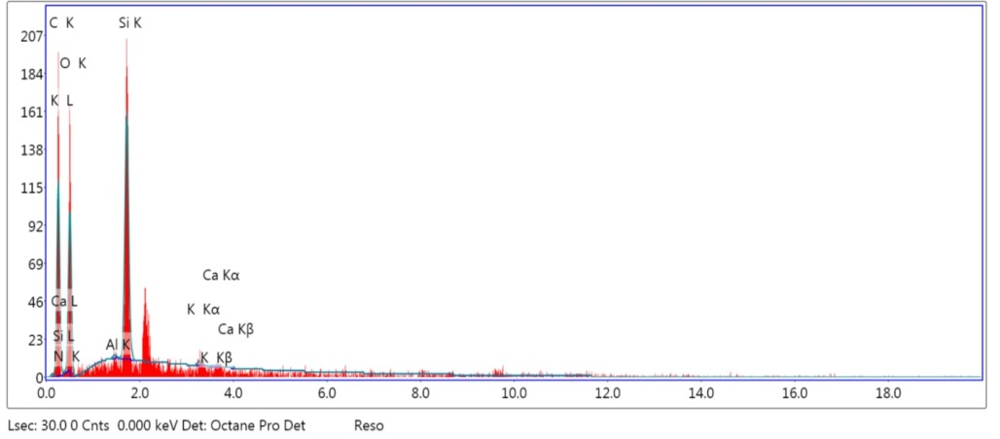 C K
Si K
207
O K
184
K L
161
138
115
92
69
Ca Kα
46
Ca L
K Kα
Ca Kβ
23
Si L
Al K
N K
K Kβ
0
0.0 2.0 4.0 6.0 8.0 10.0 12.0 14.0 16.0 18.0
Lsec: 30.0 0 Cnts 0.000 keV Det: Octane Pro Det Reso